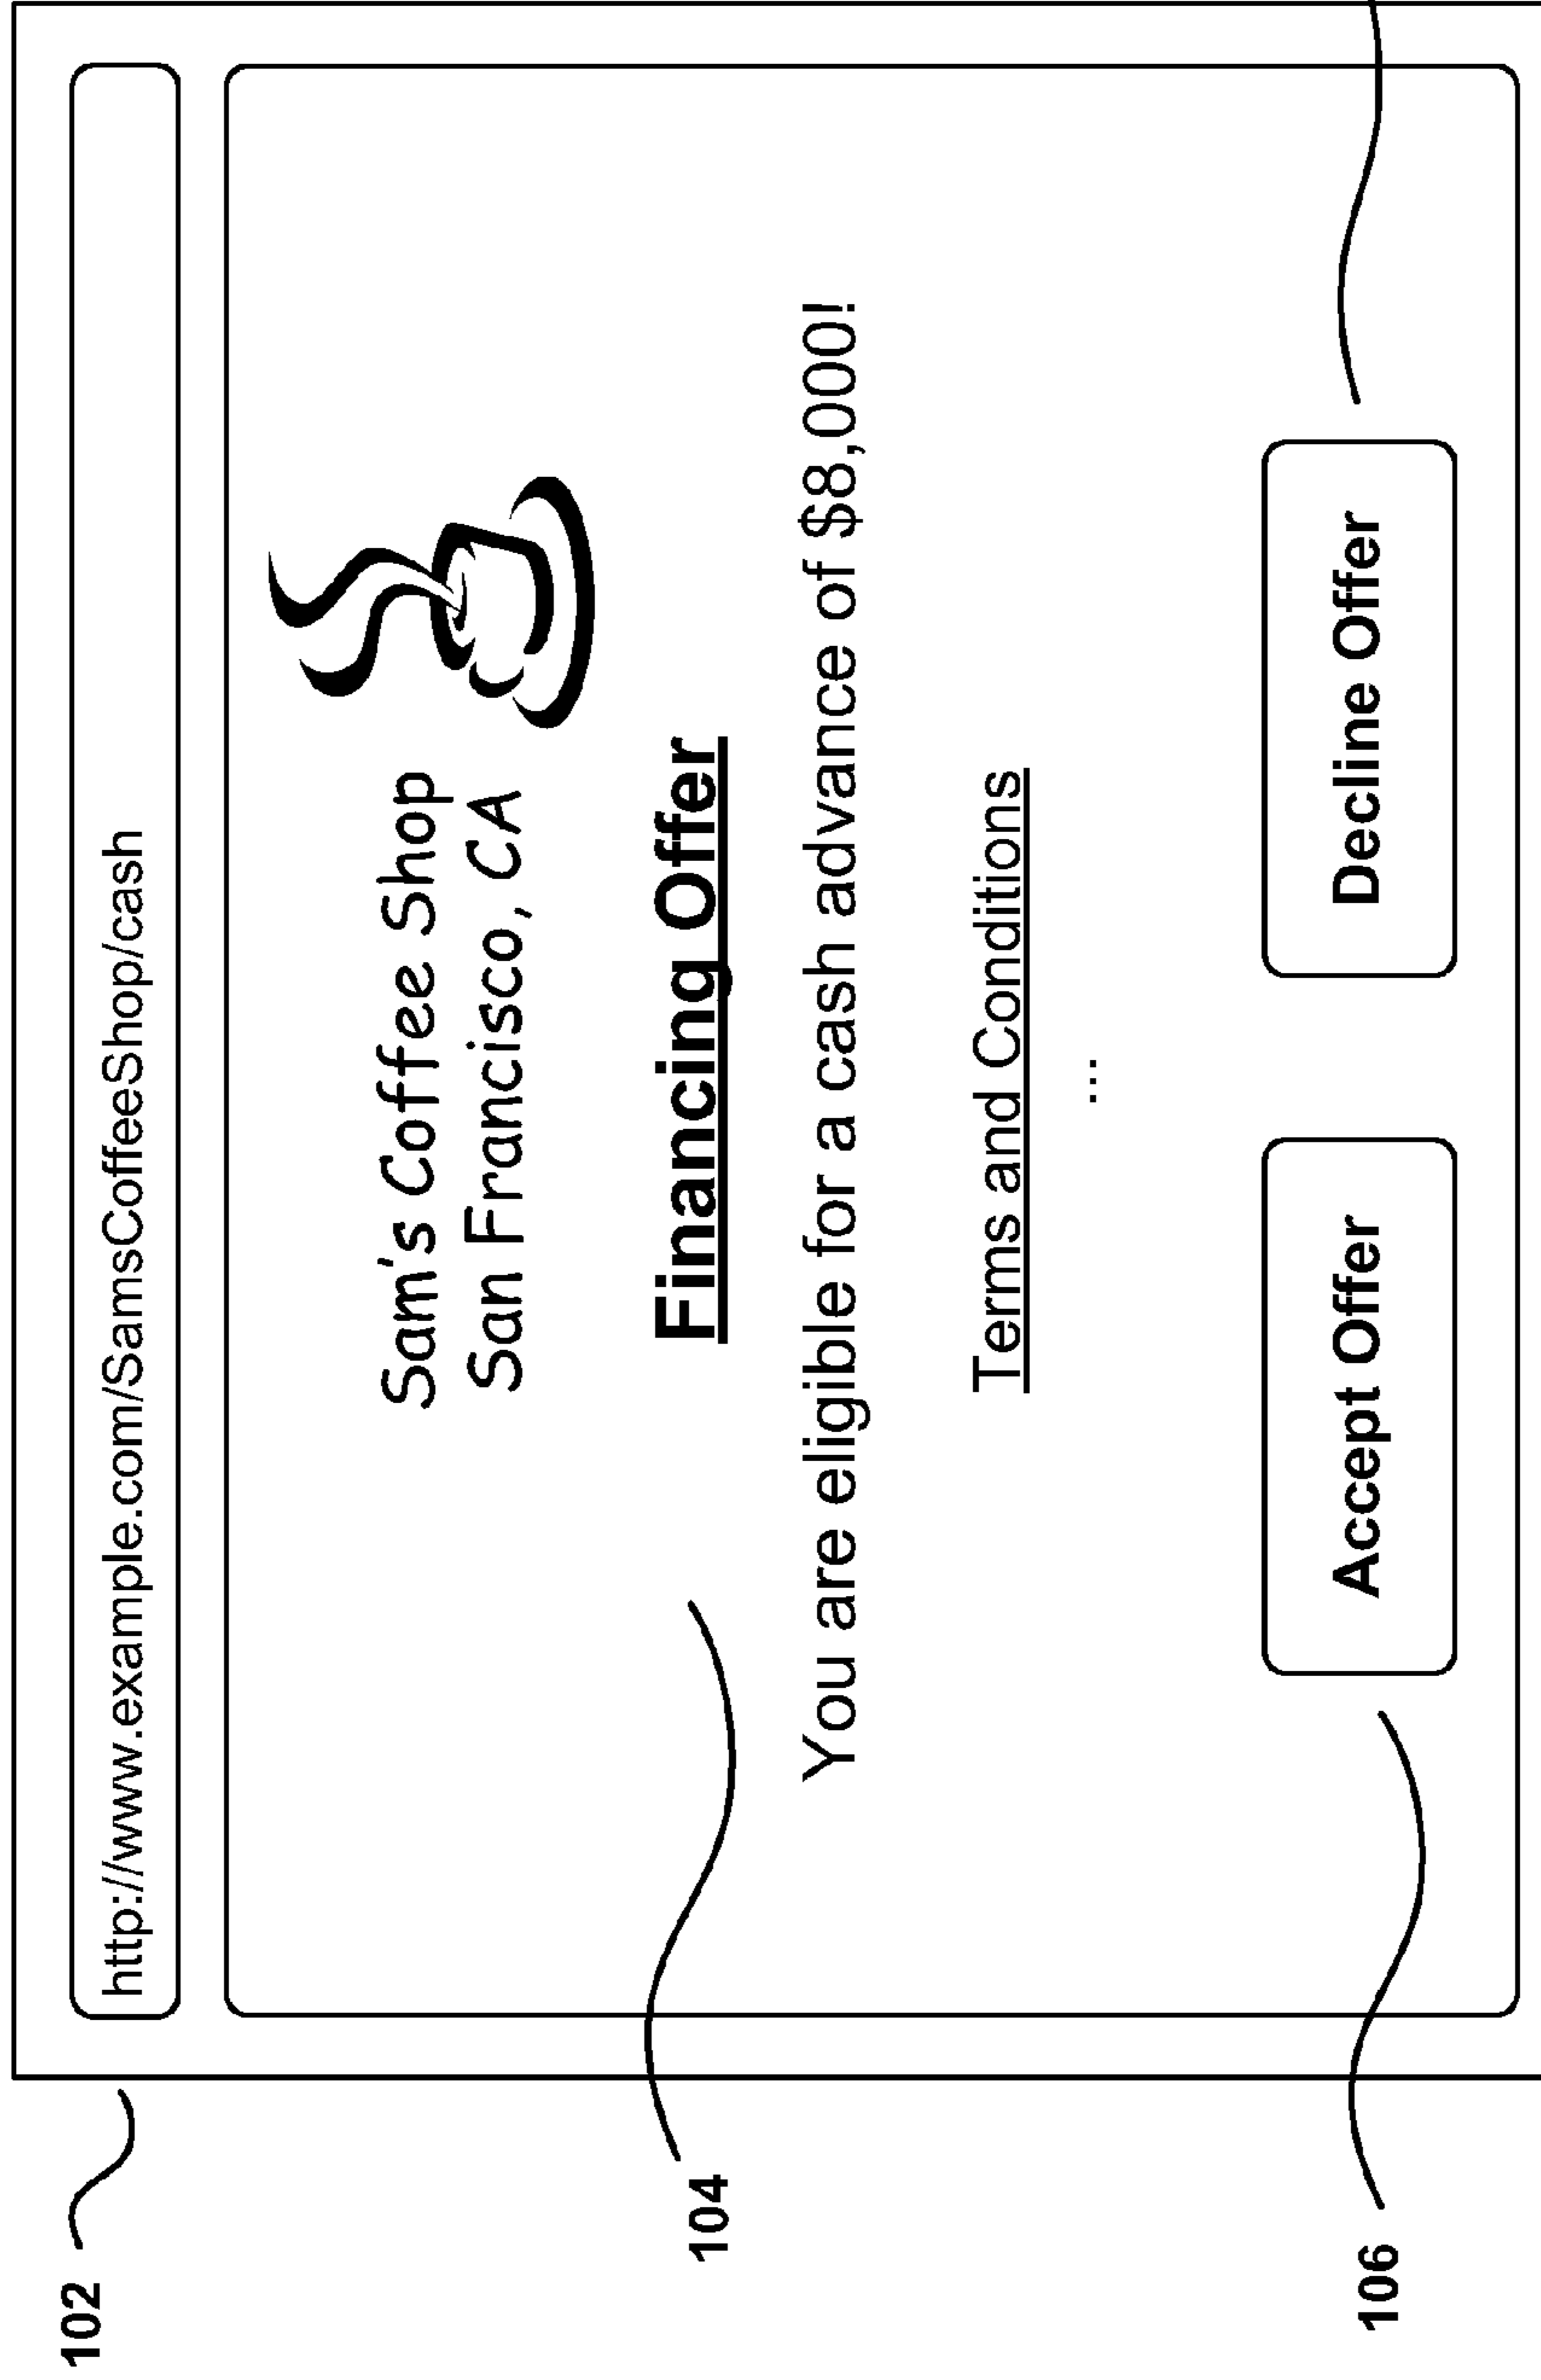 102
http://www.example.com/SamsCoffeeShop/cash
Sam's Coffee Shop
San Francisco, CA
Financing Offer
104
You are eligible for a cash advance of $8,000!
Terms and Conditions
...
Accept Offer
Decline Offer
106